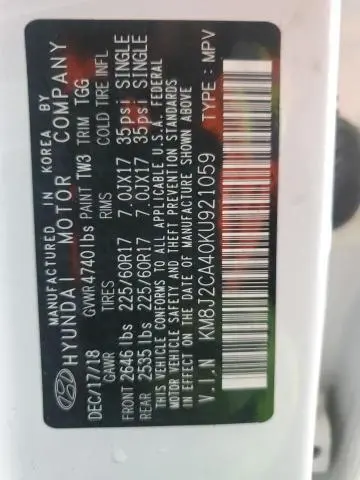 MANUFACTURED IN KOREA BY
HYUNDAI MOTOR COMPANY
DEC/17/18 GVWR 4740lbs PAINT TW3 TRIM TGG
GAWR TIRES RIMS COLD TIRE INFL
FRONT 2646 lbs 225/60R17 7.0JX17 35psi SINGLE
REAR 2535 lbs 225/60R17 7.0JX17 35psi SINGLE
THIS VEHICLE CONFORMS TO ALL APPLICABLE U.S.A. FEDERAL
MOTOR VEHICLE SAFETY AND THEFT PREVENTION STANDARDS
IN EFFECT ON THE DATE OF MANUFACTURE SHOWN ABOVE
V.I.N KM8J2CA40KU921059 TYPE: MPV